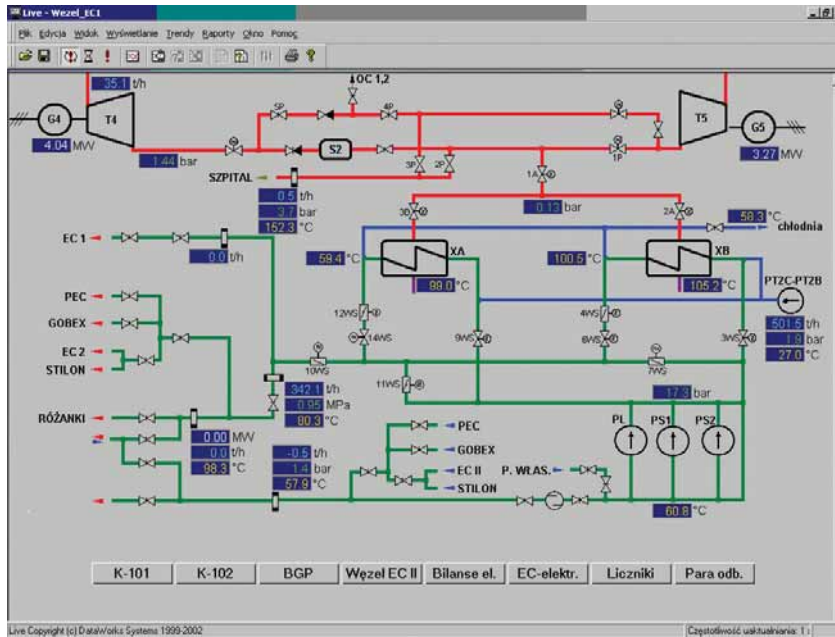 Live - Wezel_EC1
Plik Edycja Widok Wyświetlanie Trendy Raporty Okno Pomoc
35.1 t/h
OC 1,2
G4
T4
5P
4P
T5
G5
4.04 MW
S2
3.27 MW
1.44 bar
1P
SZPITAL
3P
2P
1A
0.5 t/h
3.7 bar
152.3 °C
0.13 bar
3D
2A
58.3 °C
chłodnia
EC 1
0.0 t/h
59.4 °C
XA
100.5 °C
XB
99.0 °C
105.2 °C
PT2C-PT2B
PEC
GOBEX
EC 2
STILON
12WS
14WS
9WS
4WS
6WS
3WS
501.5 t/h
1.9 bar
27.0 °C
10WS
11WS
7WS
342.1 t/h
0.95 MPa
80.3 °C
17.3 bar
RÓŻANKI
PL
PS1
PS2
0.00 MW
0.0 t/h
98.3 °C
-0.5 t/h
1.4 bar
57.9 °C
PEC
GOBEX
EC II
STILON
P. WŁAS.
60.8 °C
K-101
K-102
BGP
Węzeł EC II
Bilanse el.
EC-elektr.
Liczniki
Para odb.
Live Copyright (c) DataWorks Systems 1999-2002
Częstotliwość uaktualniania: 1